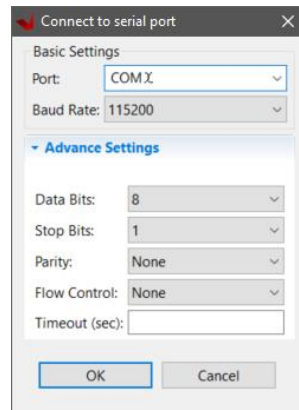 Connect to serial port
Basic Settings
Port: COMX
Baud Rate: 115200
Advance Settings
Data Bits: 8
Stop Bits: 1
Parity: None
Flow Control: None
Timeout (sec):
OK Cancel